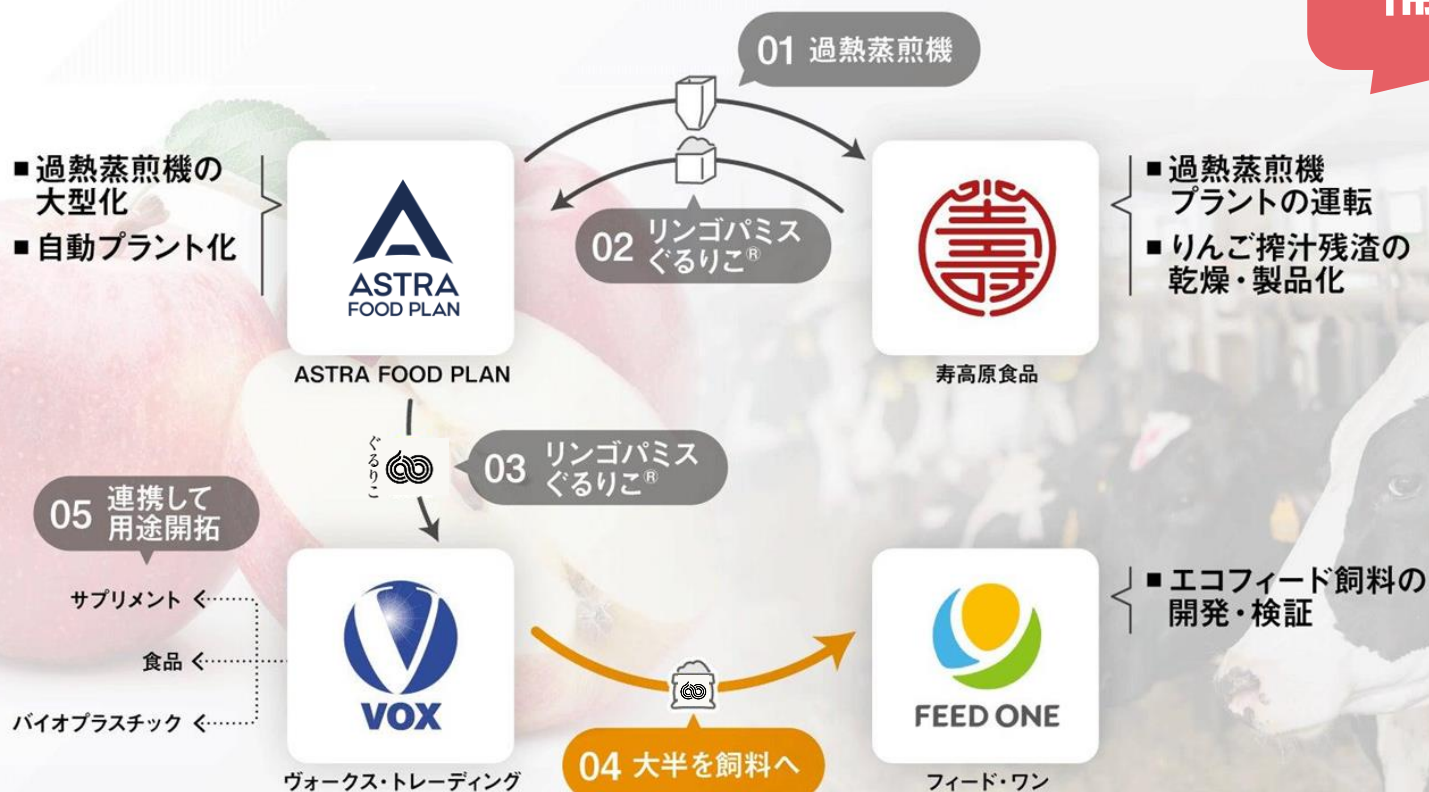 01 過熱蒸煎機
■過熱蒸煎機の
大型化
■自動プラント化
ASTRA
FOOD PLAN
ASTRA FOOD PLAN
02 リンゴパミス
ぐるりこ®
寿高原食品
■過熱蒸煎機
プラントの運転
■りんご搾汁残渣の
乾燥・製品化
ぐるりこ
03 リンゴパミス
ぐるりこ®
05 連携して
用途開拓
サプリメント
食品
バイオプラスチック
VOX
ヴォークス・トレーディング
04 大半を飼料へ
FEED ONE
フィード・ワン
■エコフィード飼料の
開発・検証